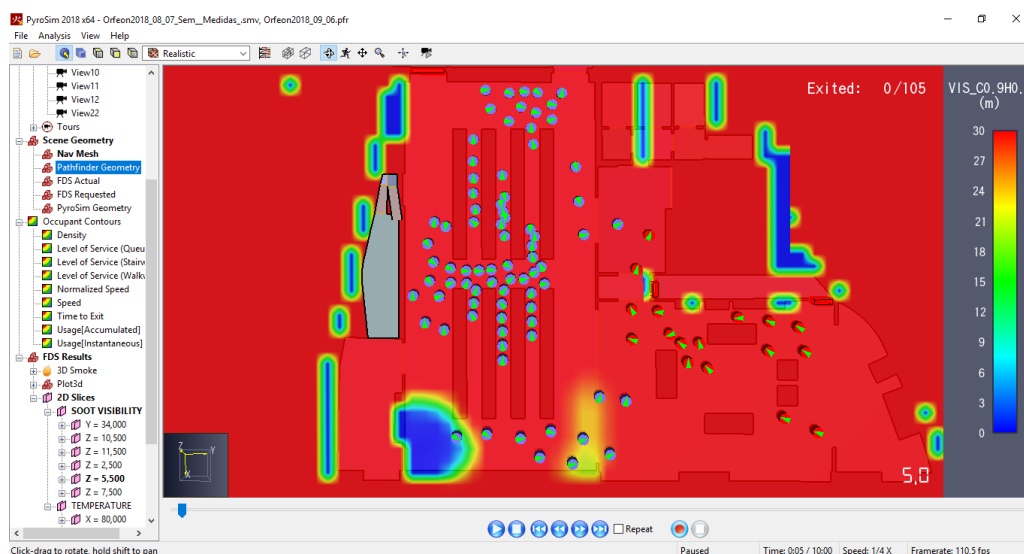 PyroSim 2018 x64 - Orfeon2018_08_07_Sem__Medidas_.smv, Orfeon2018_09_06.pfr
File Analysis View Help
Realistic
View10
View11
View12
View22
Tours
Scene Geometry
Nav Mesh
Pathfinder Geometry
FDS Actual
FDS Requested
PyroSim Geometry
Occupant Contours
Density
Level of Service (Queu
Level of Service (Stairw
Level of Service (Walkw
Normalized Speed
Speed
Time to Exit
Usage[Accumulated]
Usage[Instantaneous]
FDS Results
3D Smoke
Plot3d
2D Slices
SOOT VISIBILITY
Y = 34,000
Z = 10,500
Z = 11,500
Z = 2,500
Z = 5,500
Z = 7,500
TEMPERATURE
X = 80,000
Exited: 0/105
VIS_C0.9H0.
(m)
30
27
24
21
18
15
12
9
6
3
0
Z
Y
X
5,0
Repeat
Click-drag to rotate, hold shift to pan
Paused
Time: 0:05 / 10:00
Speed: 1/4 X
Framerate: 110.5 fps